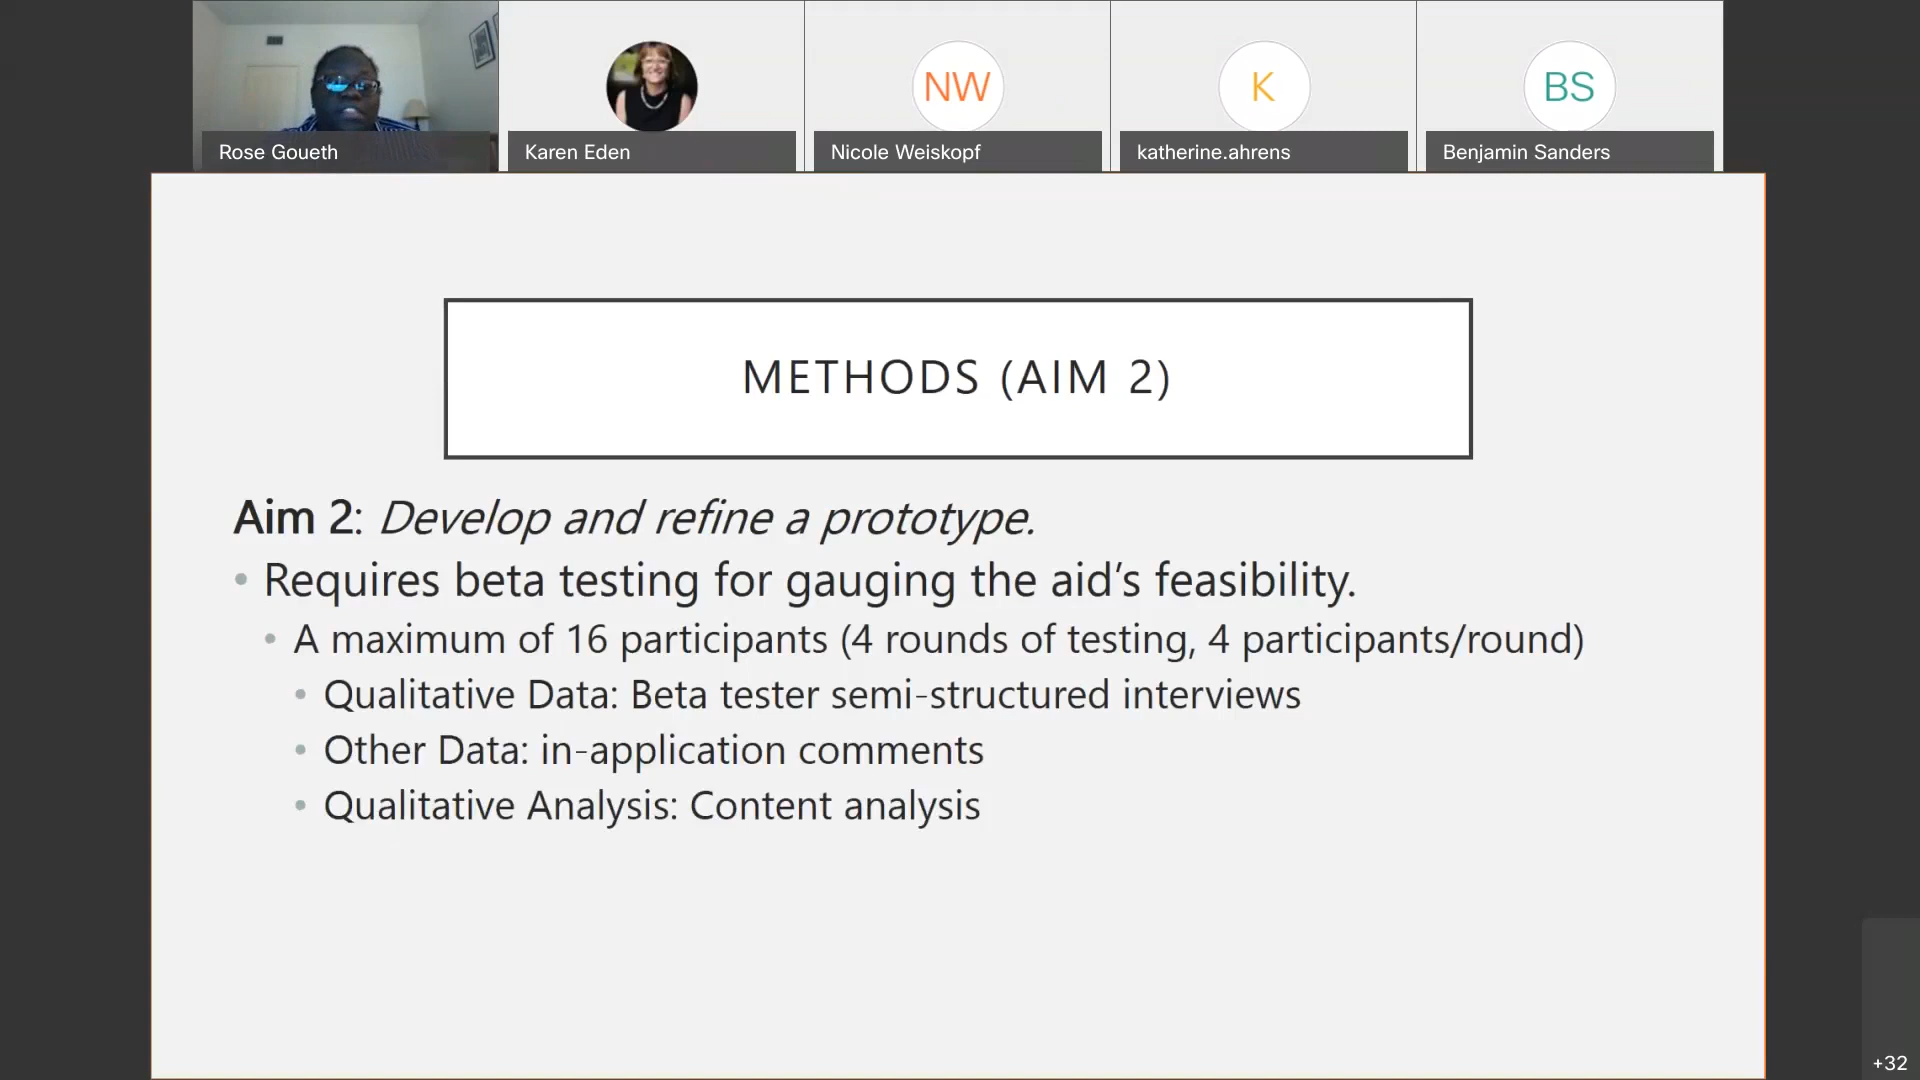 NW
K
BS
Rose Goueth
Karen Eden
Nicole Weiskopf
katherine.ahrens
Benjamin Sanders
METHODS (AIM 2)
Aim 2: Develop and refine a prototype.
• Requires beta testing for gauging the aid’s feasibility.
• A maximum of 16 participants (4 rounds of testing, 4 participants/round)
• Qualitative Data: Beta tester semi-structured interviews
• Other Data: in-application comments
• Qualitative Analysis: Content analysis
+32